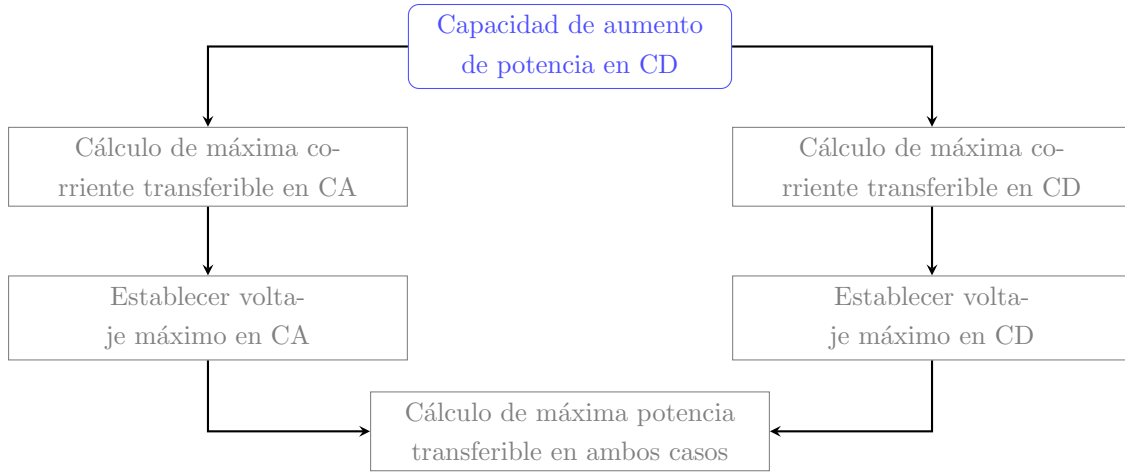 Capacidad de aumento
de potencia en CD
Cálculo de máxima co-
rriente transferible en CA
Cálculo de máxima co-
rriente transferible en CD
Establecer volta-
je máximo en CA
Establecer volta-
je máximo en CD
Cálculo de máxima potencia
transferible en ambos casos